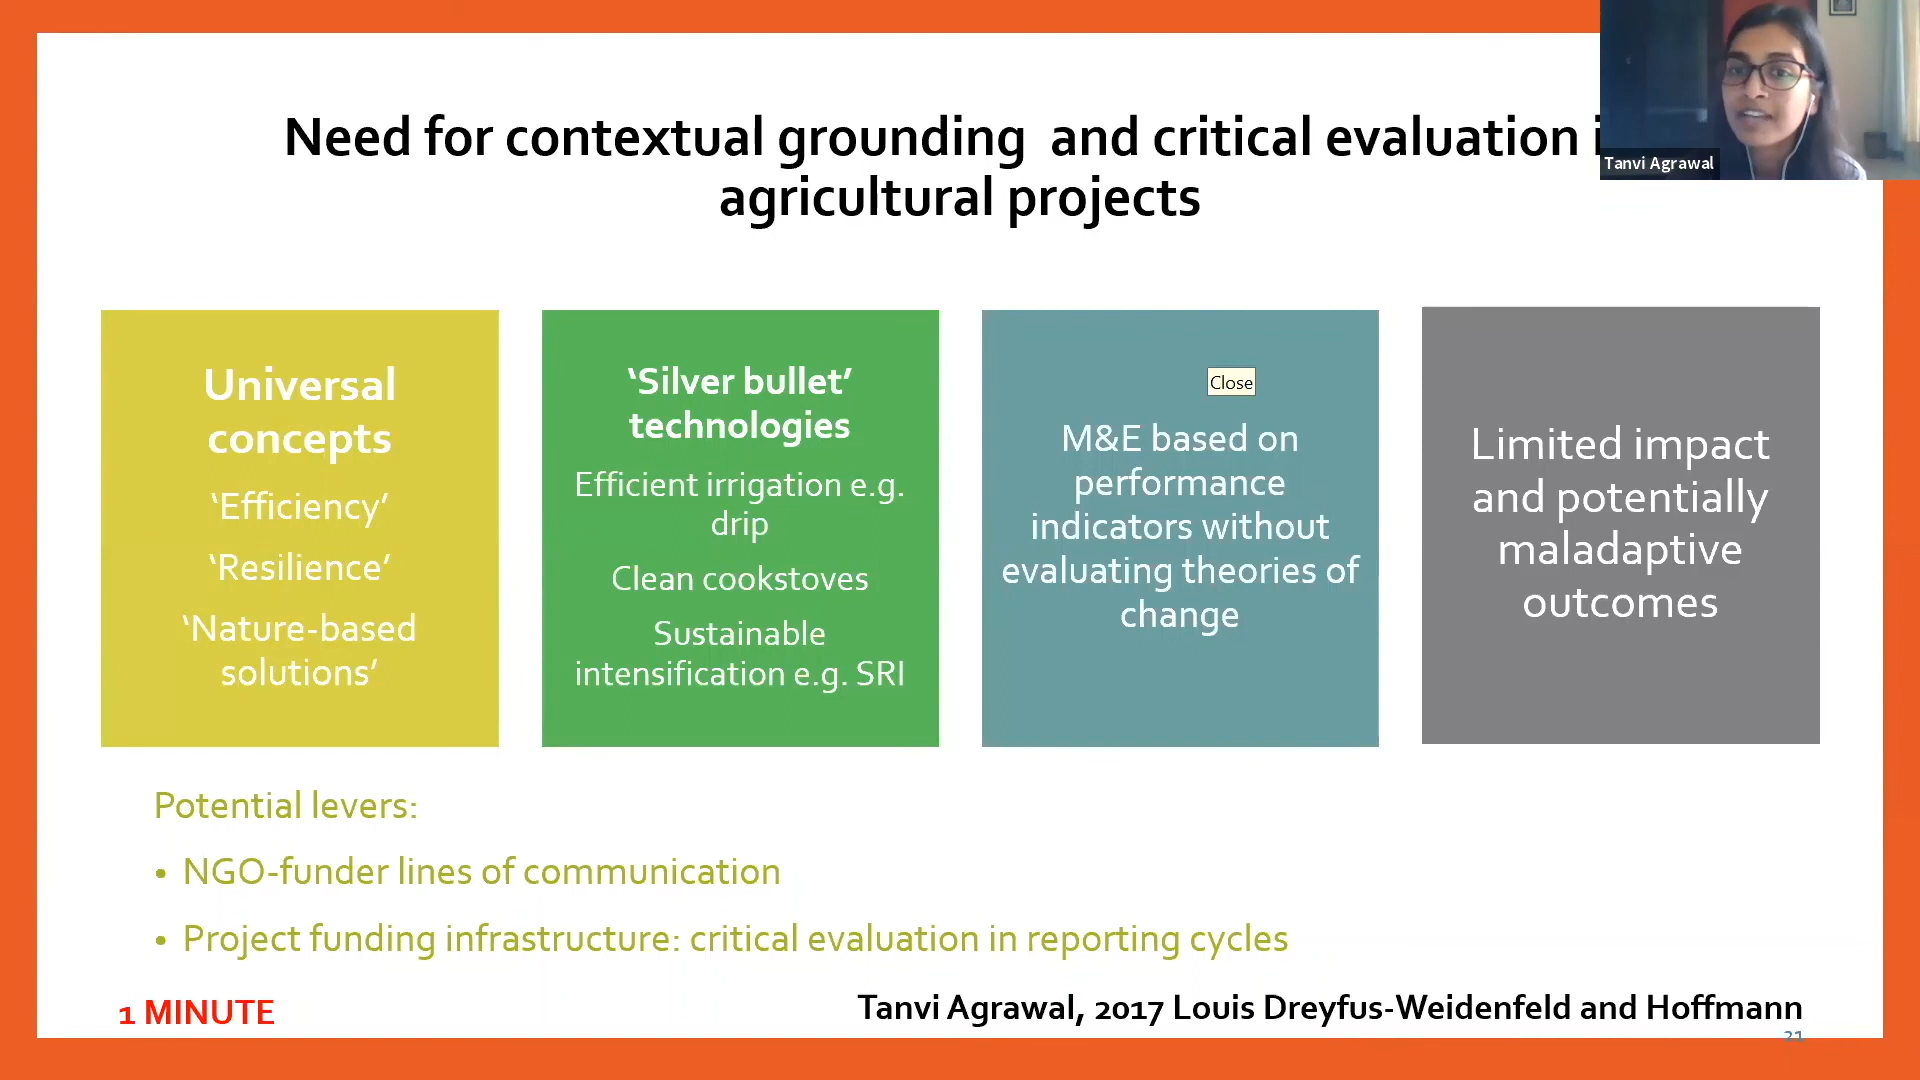 Need for contextual grounding and critical evaluation
agricultural projects
Tanvi Agrawal
Universal
concepts
‘Efficiency’
‘Resilience’
‘Nature-based
solutions’
‘Silver bullet’
technologies
Efficient irrigation e.g.
drip
Clean cookstoves
Sustainable
intensification e.g. SRI
Close
M&E based on
performance
indicators without
evaluating theories of
change
Limited impact
and potentially
maladaptive
outcomes
Potential levers:
• NGO-funder lines of communication
• Project funding infrastructure: critical evaluation in reporting cycles
1 MINUTE
Tanvi Agrawal, 2017 Louis Dreyfus-Weidenfeld and Hoffmann